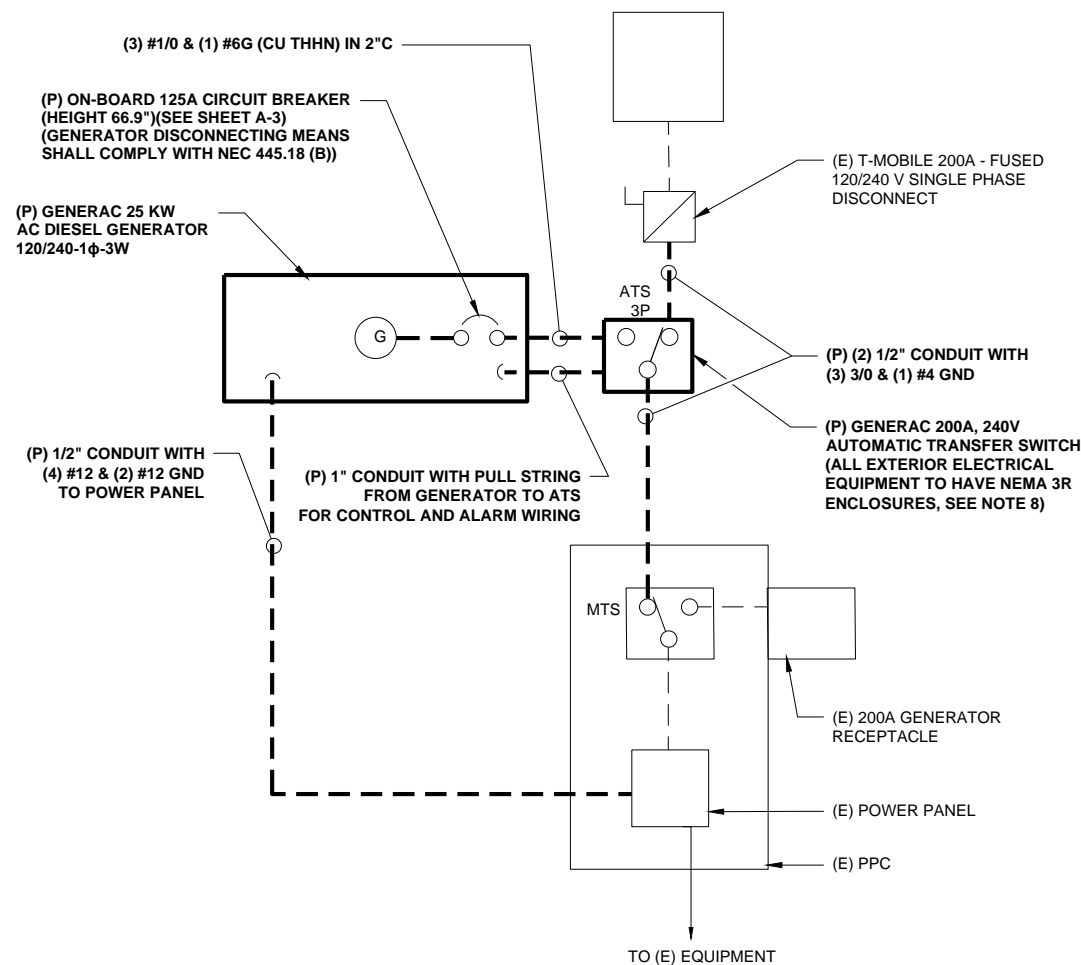 (3) #1/0 & (1) #6G (CU THHN) IN 2"C
(P) ON-BOARD 125A CIRCUIT BREAKER
(HEIGHT 66.9")(SEE SHEET A-3)
(GENERATOR DISCONNECTING MEANS
SHALL COMPLY WITH NEC 445.18 (B))
(E) T-MOBILE 200A - FUSED
120/240 V SINGLE PHASE
DISCONNECT
(P) GENERAC 25 KW
AC DIESEL GENERATOR
120/240-1ϕ-3W
ATS
3P
G
(P) (2) 1/2" CONDUIT WITH
(3) 3/0 & (1) #4 GND
(P) GENERAC 200A, 240V
AUTOMATIC TRANSFER SWITCH
(ALL EXTERIOR ELECTRICAL
EQUIPMENT TO HAVE NEMA 3R
ENCLOSURES, SEE NOTE 8)
(P) 1/2" CONDUIT WITH
(4) #12 & (2) #12 GND
TO POWER PANEL
(P) 1" CONDUIT WITH PULL STRING
FROM GENERATOR TO ATS
FOR CONTROL AND ALARM WIRING
MTS
(E) 200A GENERATOR
RECEPTACLE
(E) POWER PANEL
(E) PPC
TO (E) EQUIPMENT